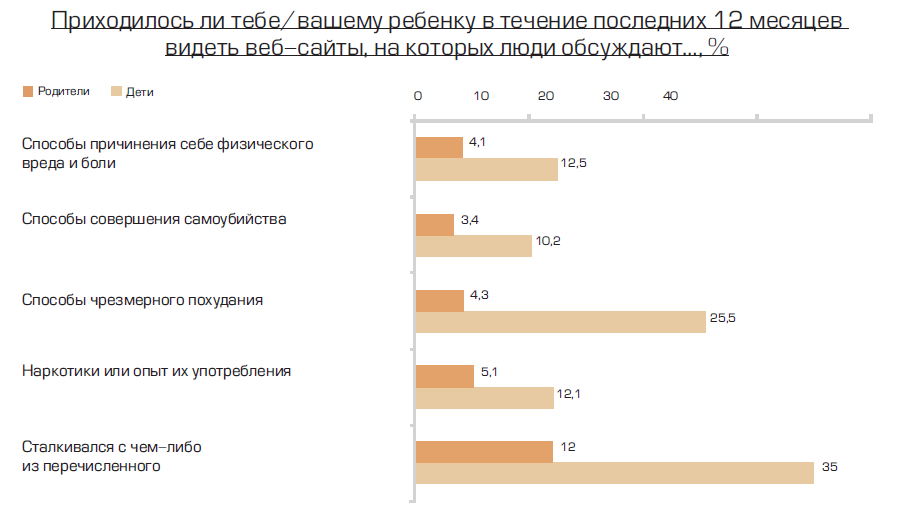 Приходилось ли тебе/вашему ребенку в течение последних 12 месяцев
видеть веб-сайты, на которых люди обсуждают..., %
Родители Дети
0 10 20 30 40
Способы причинения себе физического
вреда и боли
4,1
12,5
Способы совершения самоубийства
3,4
10,2
Способы чрезмерного похудания
4,3
25,5
Наркотики или опыт их употребления
5,1
12,1
Сталкивался с чем-либо
из перечисленного
12
35